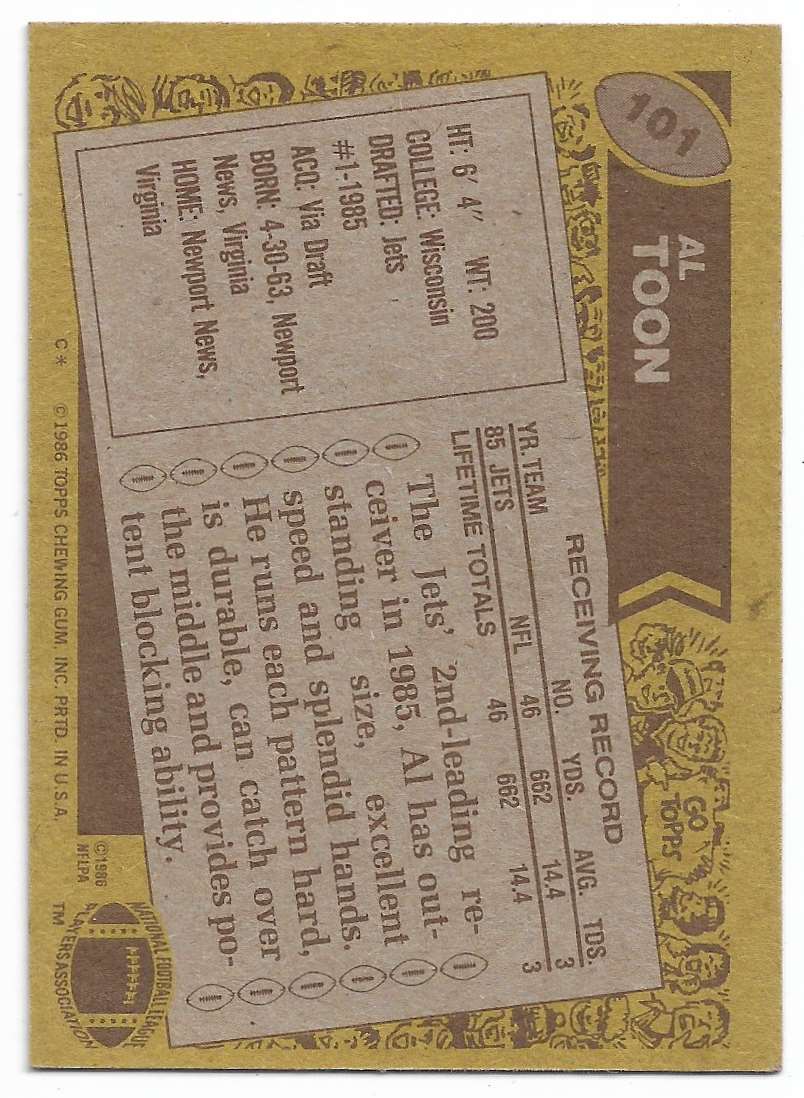 101
AL
TOON
HT: 6' 4" WT: 200
COLLEGE: Wisconsin
DRAFTED: Jets
#1-1985
ACQ: Via Draft
BORN: 4-30-63, Newport
News, Virginia
HOME: Newport News,
Virginia
RECEIVING RECORD
YR. TEAM NFL NO. YDS. AVG. TDS.
85 JETS 46 662 14.4 3
LIFETIME TOTALS 46 662 14.4 3
The Jets' 2nd-leading re-
ceiver in 1985, Al has out-
standing size, excellent
speed and splendid hands.
He runs each pattern hard,
is durable, can catch over
the middle and provides po-
tent blocking ability.
GO
TOPPS
C* © 1986 TOPPS CHEWING GUM, INC. PRTD. IN U.S.A.
© 1986
NFLPA
NATIONAL FOOTBALL LEAGUE
PLAYERS ASSOCIATION
TM